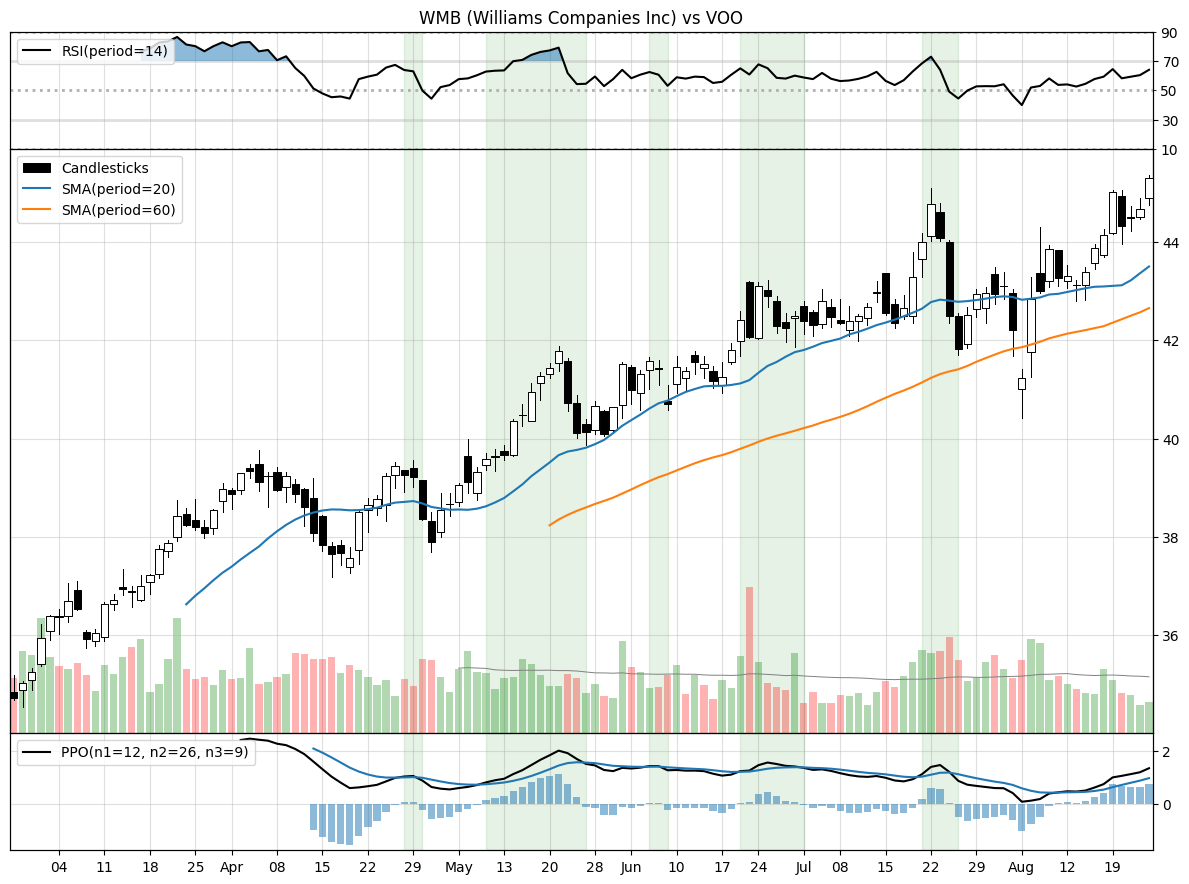 WMB (Williams Companies Inc) vs VOO
RSI(period=14)
90
70
50
30
10
Candlesticks
SMA(period=20)
SMA(period=60)
44
42
40
38
36
PPO(n1=12, n2=26, n3=9)
2
0
04 11 18 25 Apr 08 15 22 29 May 13 20 28 Jun 10 17 24 Jul 08 15 22 29 Aug 12 19